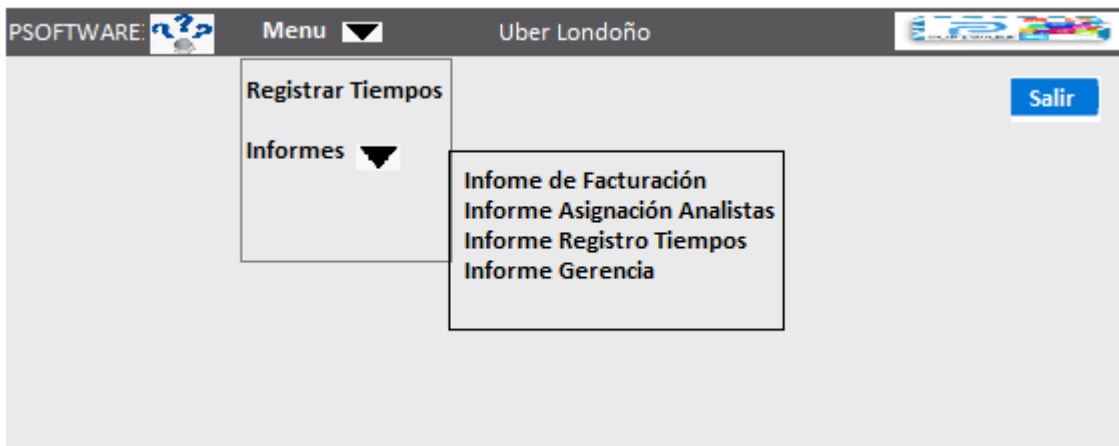 PSOFTWARE:
Menu
Uber Londoño
Registrar Tiempos
Salir
Informes
Infome de Facturación
Informe Asignación Analistas
Informe Registro Tiempos
Informe Gerencia